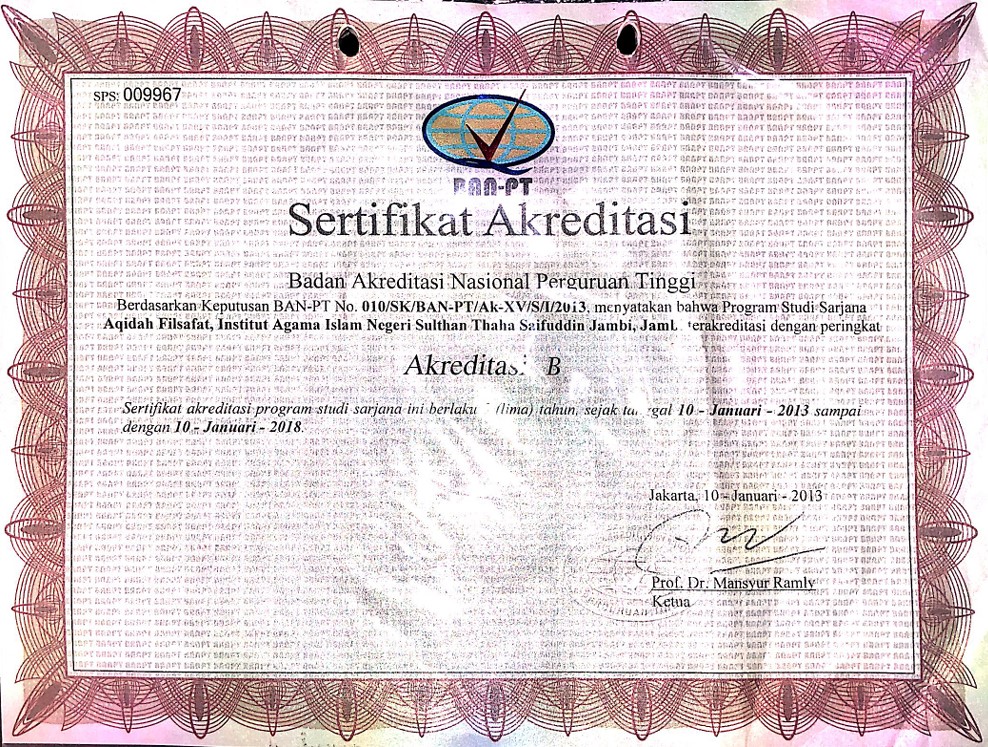 SPS: 009967
BAN-PT
Sertifikat Akreditasi
Badan Akreditasi Nasional Perguruan Tinggi
Berdasarkan Keputusan BAN-PT No. 010/SK/BAN-PT/Ak-XV/S/I/2013, menyatakan bahwa Program Studi Sarjana
Aqidah Filsafat, Institut Agama Islam Negeri Sulthan Thaha Saifuddin Jambi, terakreditasi dengan peringkat
Akreditasi B
Sertifikat akreditasi program studi sarjana ini berlaku (lima) tahun, sejak tanggal 10 - Januari - 2013 sampai
dengan 10 - Januari - 2018.
Jakarta, 10 - Januari - 2013
Prof. Dr. Mansyur Ramly
Ketua